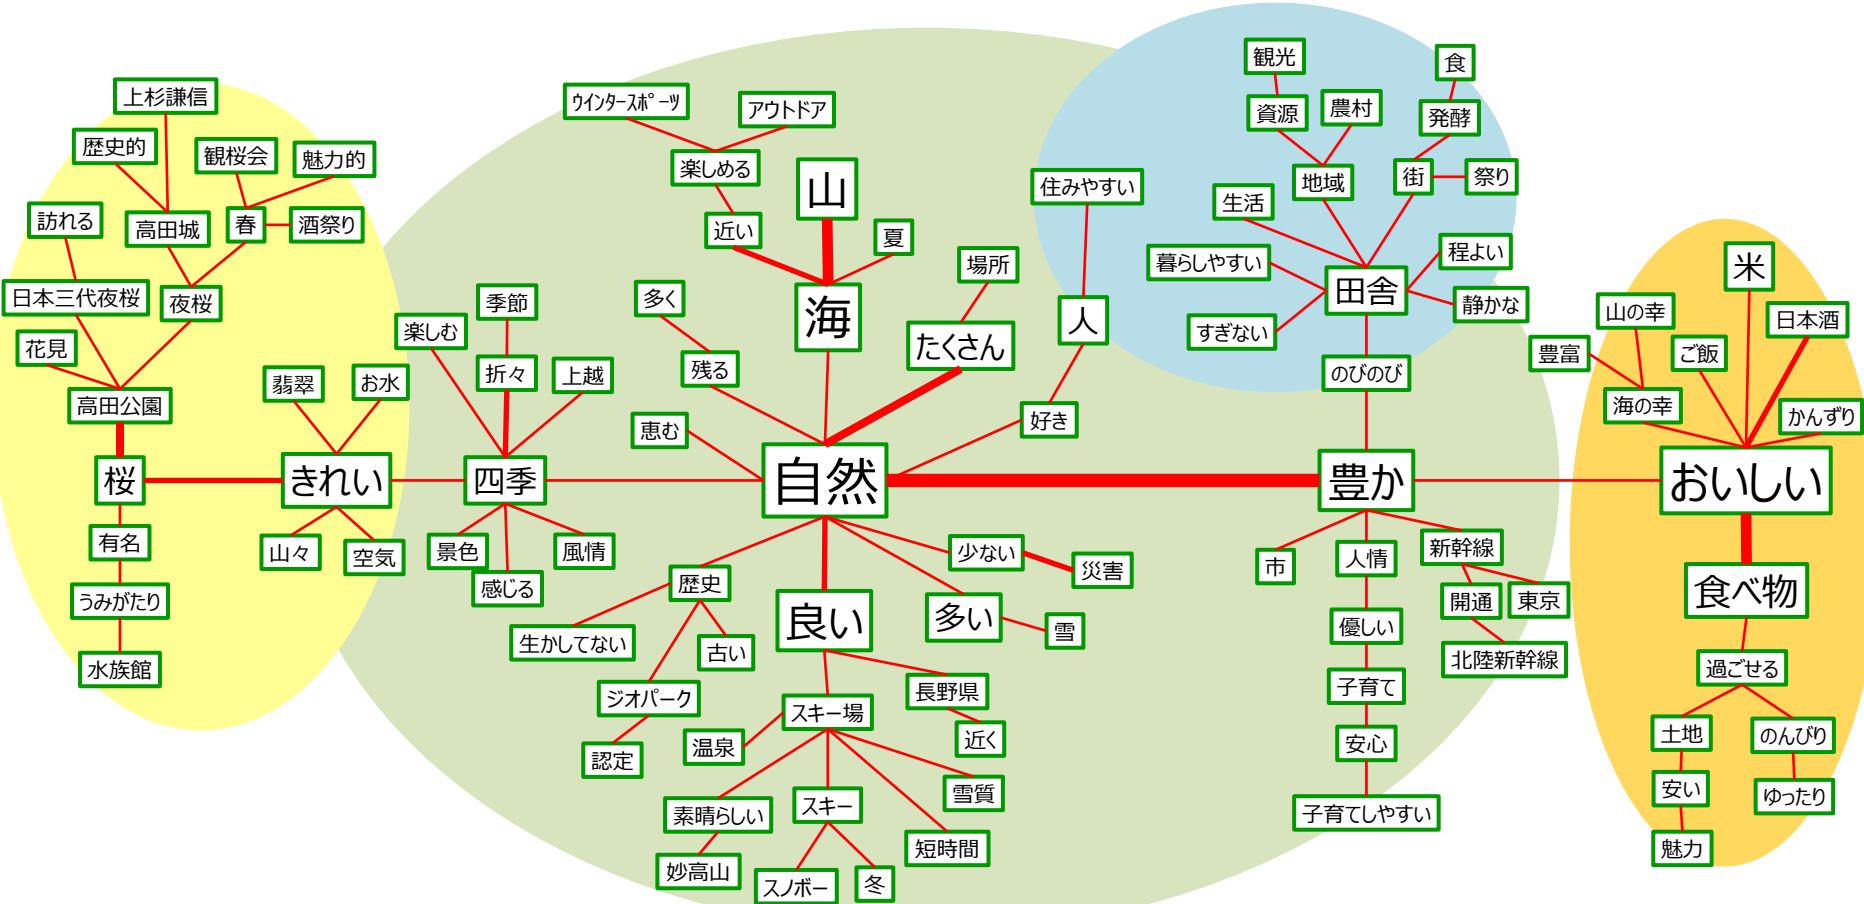 上杉謙信
歴史的
観桜会
魅力的
訪れる
高田城
春
酒祭り
日本三代夜桜
夜桜
花見
高田公園
翡翠
お水
桜
きれい
有名
山々
空気
うみがたり
水族館
ウインタースポーツ
アウトドア
楽しめる
山
近い
夏
海
多く
場所
たくさん
残る
恵む
季節
楽しむ
折々
上越
四季
景色
風情
感じる
自然
住みやすい
人
好き
観光
食
資源
農村
発酵
地域
街
祭り
生活
暮らしやすい
田舎
程よい
静かな
すぎない
のびのび
豊か
少ない
災害
歴史
良い
多い
雪
生かしてない
古い
ジオパーク
認定
スキー場
長野県
近く
温泉
素晴らしい
スキー
雪質
妙高山
スノボー
冬
短時間
市
人情
新幹線
開通
東京
優しい
北陸新幹線
子育て
安心
子育てしやすい
米
山の幸
日本酒
豊富
ご飯
海の幸
かんずり
おいしい
食べ物
過ごせる
土地
のんびり
安い
ゆったり
魅力